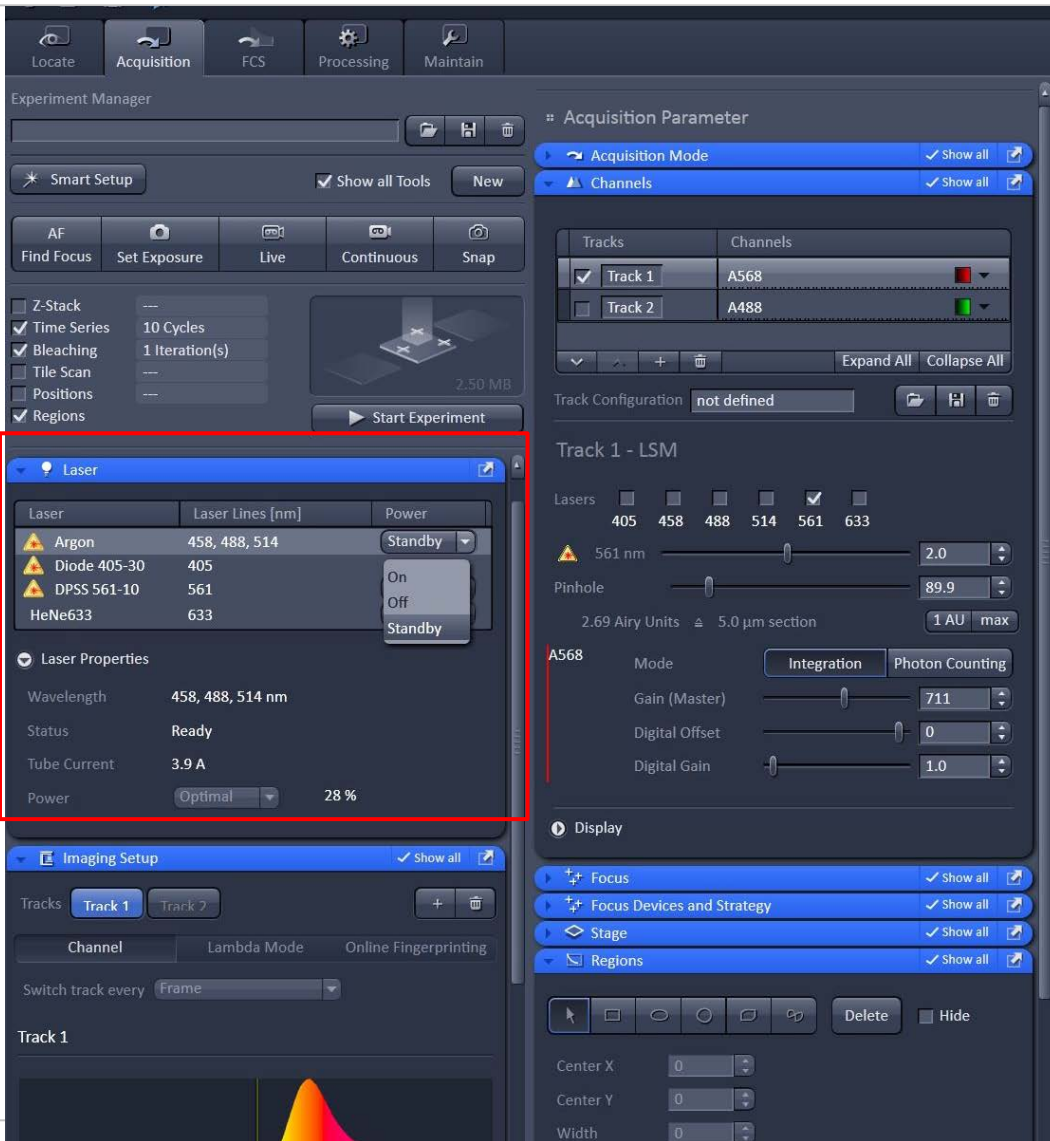 Locate Acquisition FCS Processing Maintain
Experiment Manager
Smart Setup Show all Tools New
AF
Find Focus Set Exposure Live Continuous Snap
Z-Stack ---
Time Series 10 Cycles
Bleaching 1 Iteration(s)
Tile Scan ---
Positions ---
2.50 MB
Regions
Start Experiment
Laser
Laser Laser Lines [nm] Power
Argon 458, 488, 514 Standby
Diode 405-30 405
On
DPSS 561-10 561
Off
HeNe633 633
Standby
Laser Properties
Wavelength 458, 488, 514 nm
Status Ready
Tube Current 3.9 A
Power Optimal 28 %
Imaging Setup Show all
Tracks Track 1 Track 2
Channel Lambda Mode Online Fingerprinting
Switch track every Frame
Track 1
Acquisition Parameter
Acquisition Mode Show all
Channels Show all
Tracks Channels
Track 1 A568
Track 2 A488
Expand All Collapse All
Track Configuration not defined
Track 1 - LSM
Lasers
405 458 488 514 561 633
561 nm 2.0
Pinhole 89.9
2.69 Airy Units ≙ 5.0 µm section 1 AU max
A568
Mode Integration Photon Counting
Gain (Master) 711
Digital Offset 0
Digital Gain 1.0
Display
Focus Show all
Focus Devices and Strategy Show all
Stage Show all
Regions Show all
Delete Hide
Center X 0
Center Y 0
Width 0